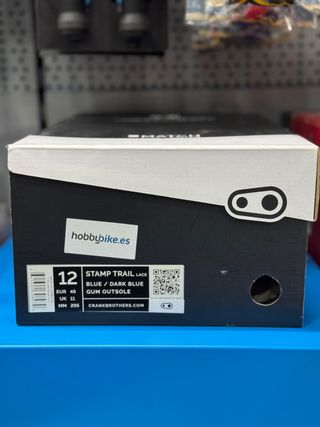 MATCH
hobbybike.es
12
EUR 46
UK 11
MM 295
STAMP TRAIL LACE
BLUE / DARK BLUE
GUM OUTSOLE
CRANKBROTHERS.COM